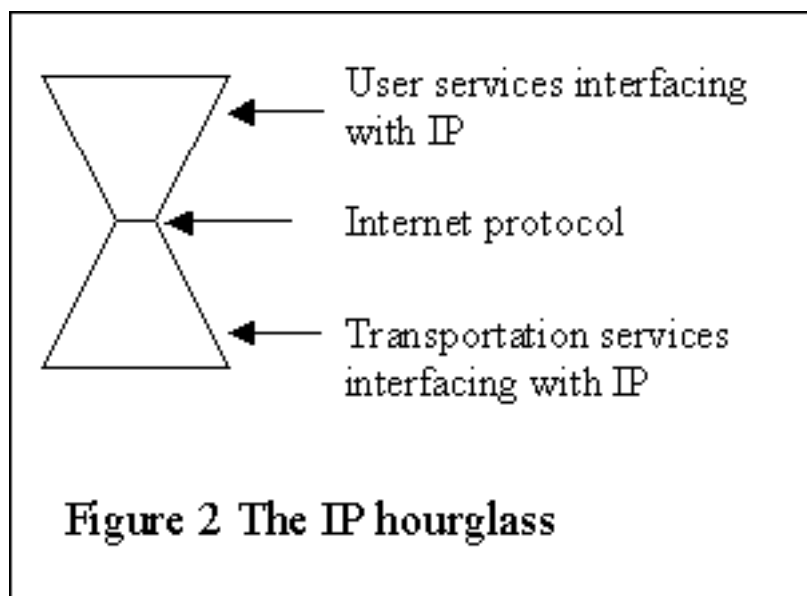 User services interfacing
with IP
Internet protocol
Transportation services
interfacing with IP
Figure 2 The IP hourglass